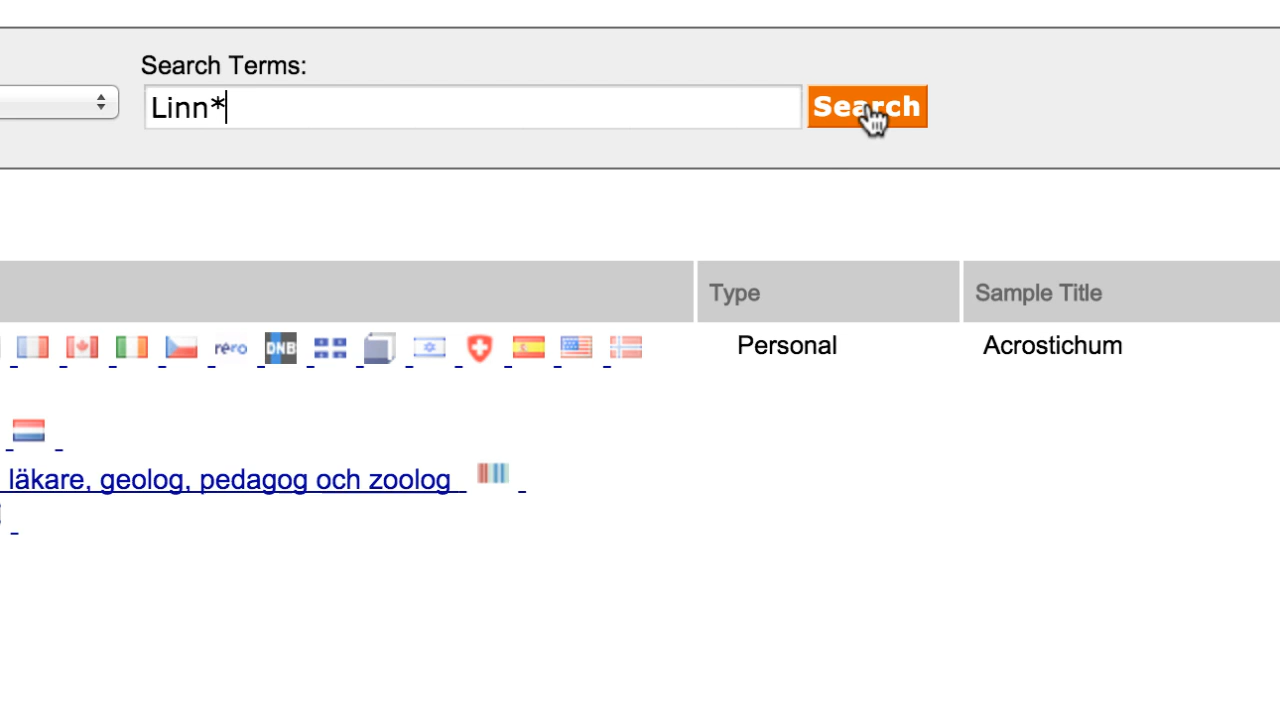 Search Terms:
Linn*
Search
Type
Sample Title
rero
DNB
Personal
Acrostichum
läkare, geolog, pedagog och zoolog